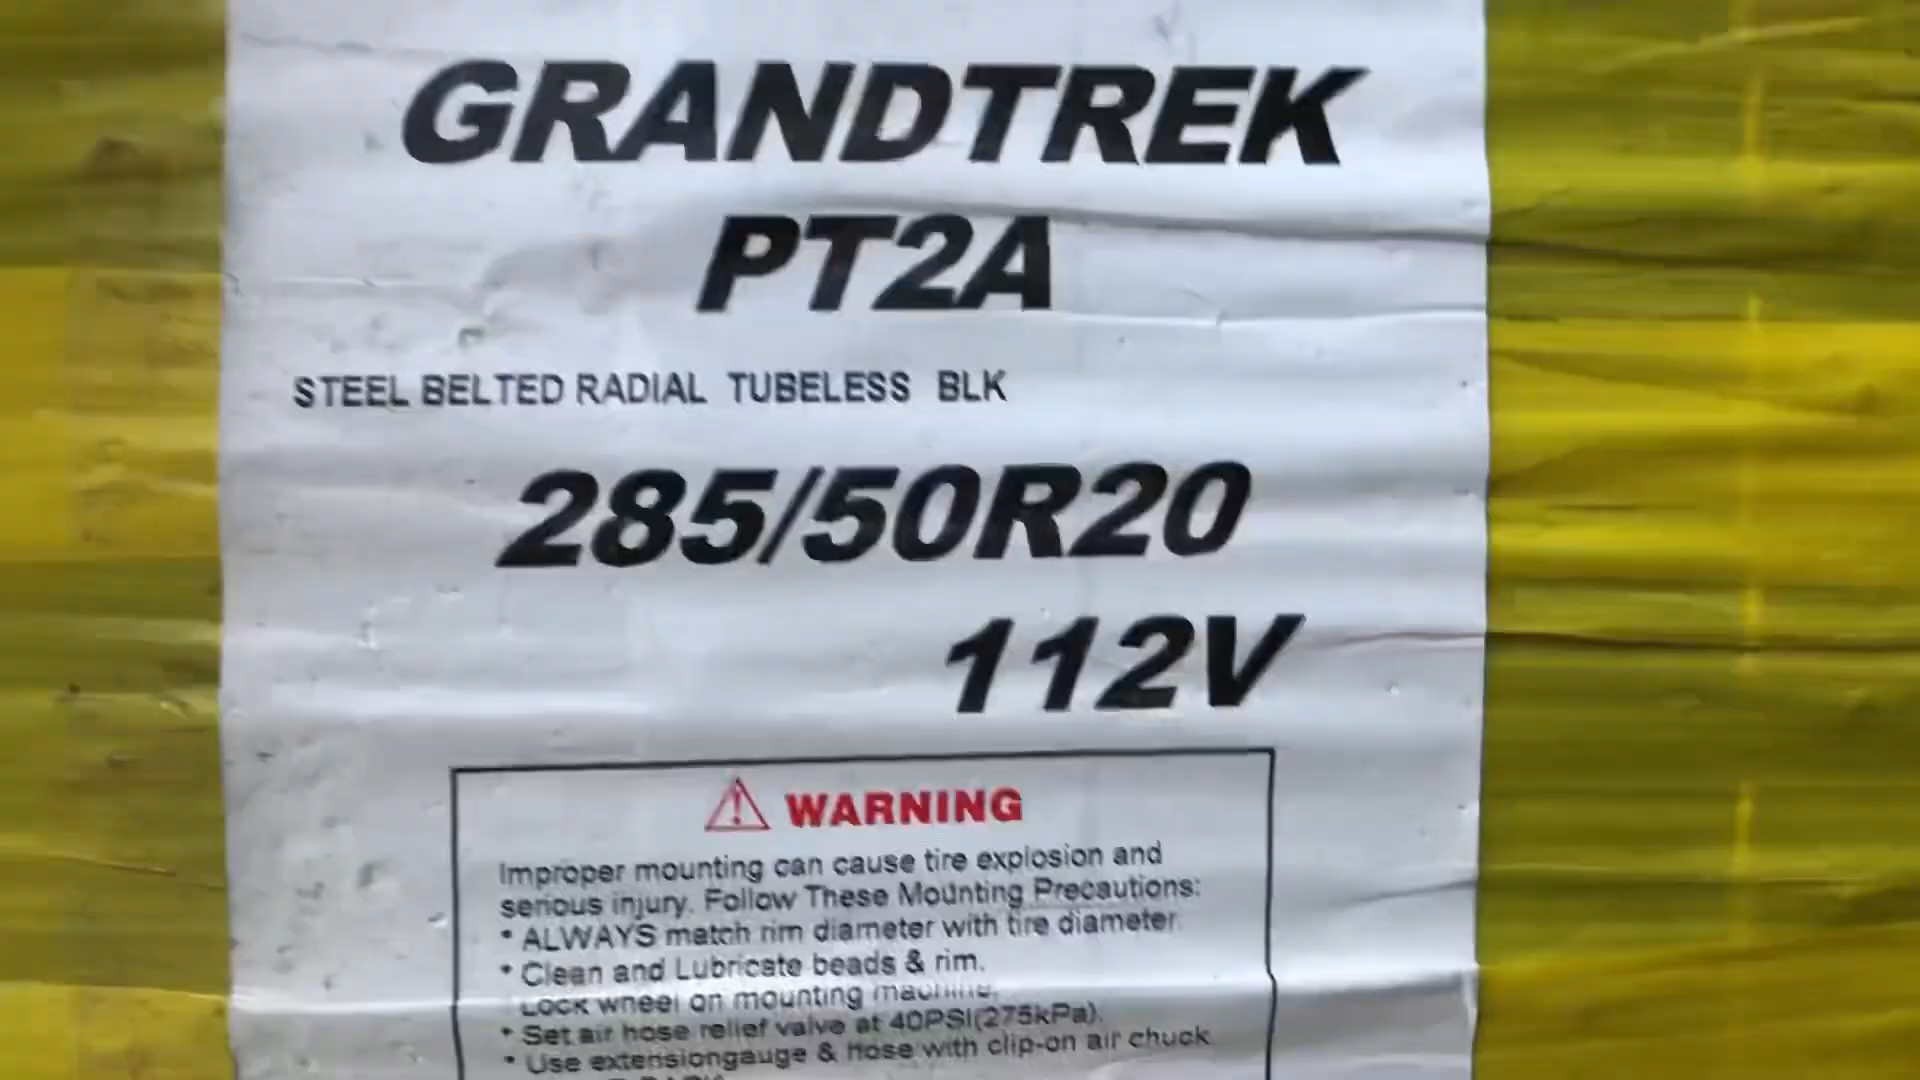 GRANDTREK
PT2A
STEEL BELTED RADIAL TUBELESS BLK
285/50R20
112V
WARNING
Improper mounting can cause tire explosion and
serious injury. Follow These Mounting Precautions:
* ALWAYS match rim diameter with tire diameter.
* Clean and Lubricate beads & rim.
Lock wheel on mounting machine.
* Set air hose relief valve at 40PSI(275kPa).
* Use extensiongauge & hose with clip-on air chuck